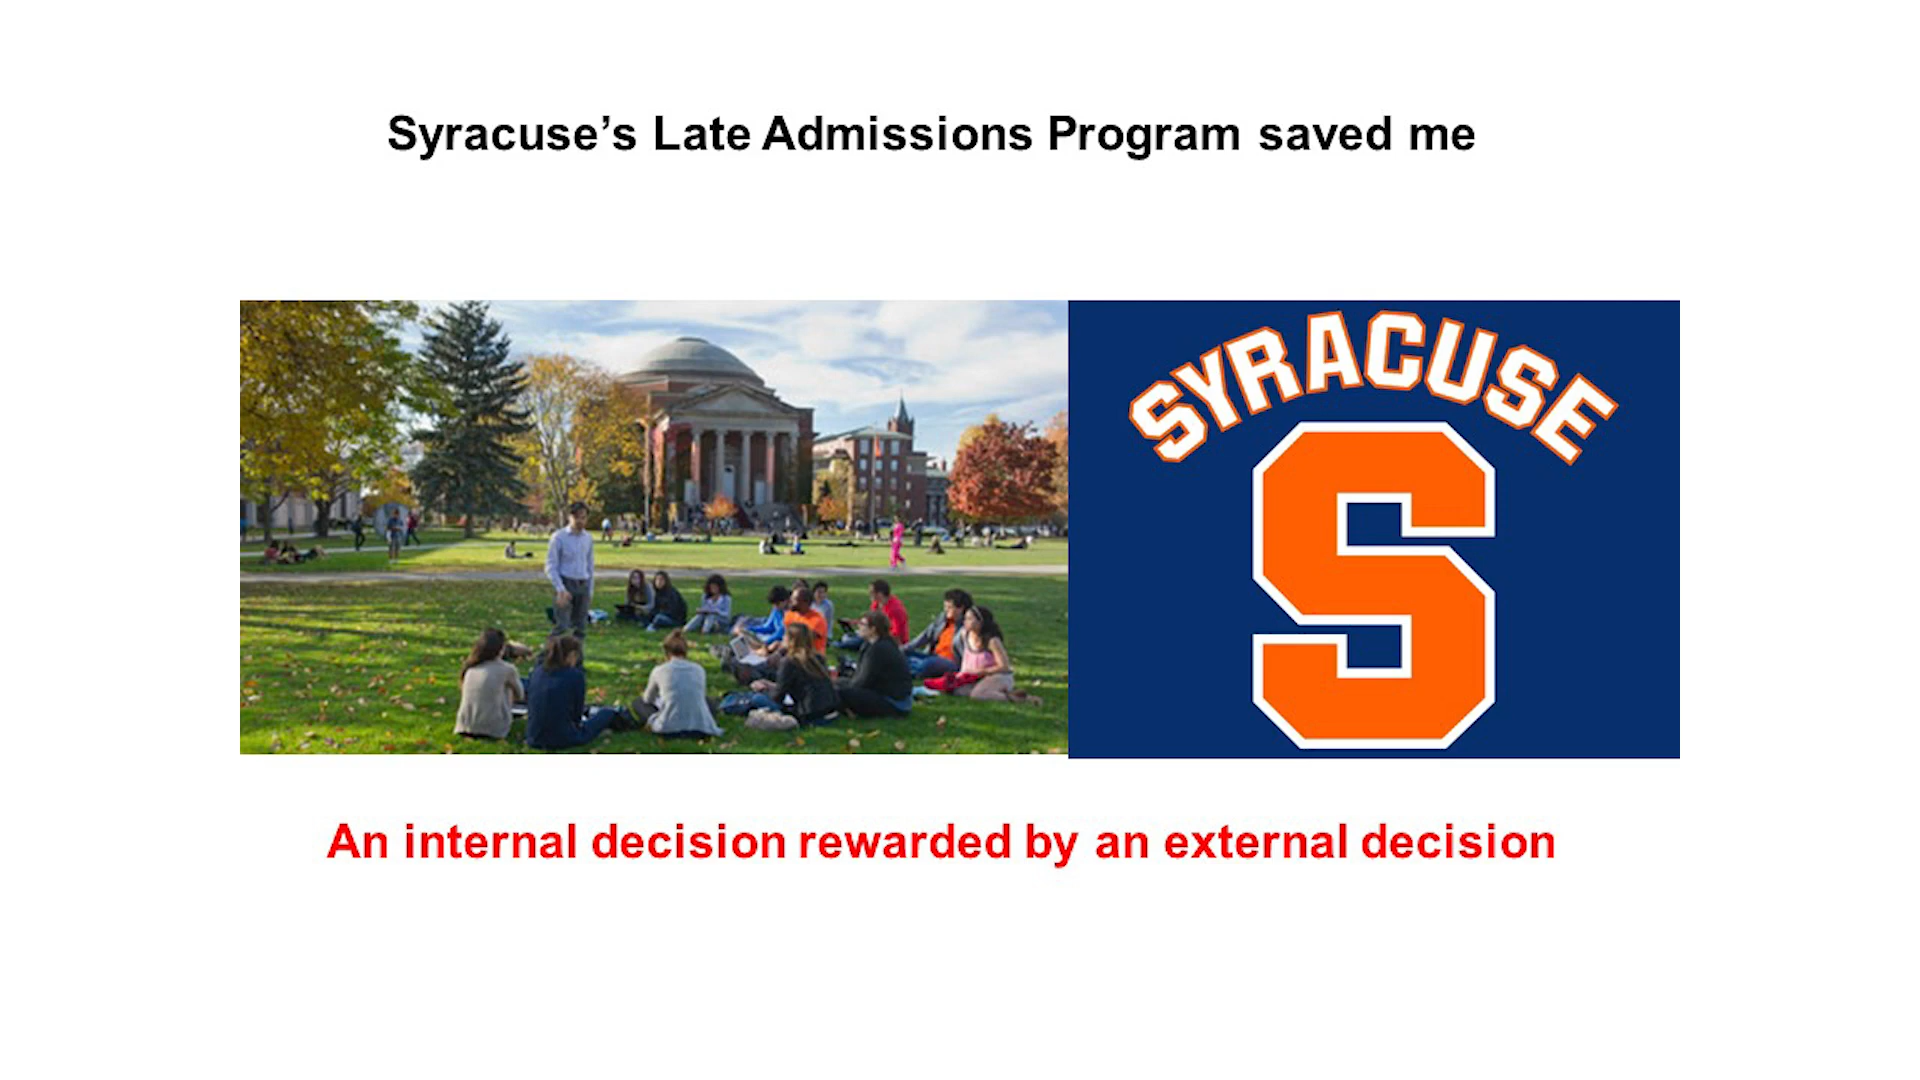 Syracuse’s Late Admissions Program saved me
SYRACUSE
S
An internal decision rewarded by an external decision